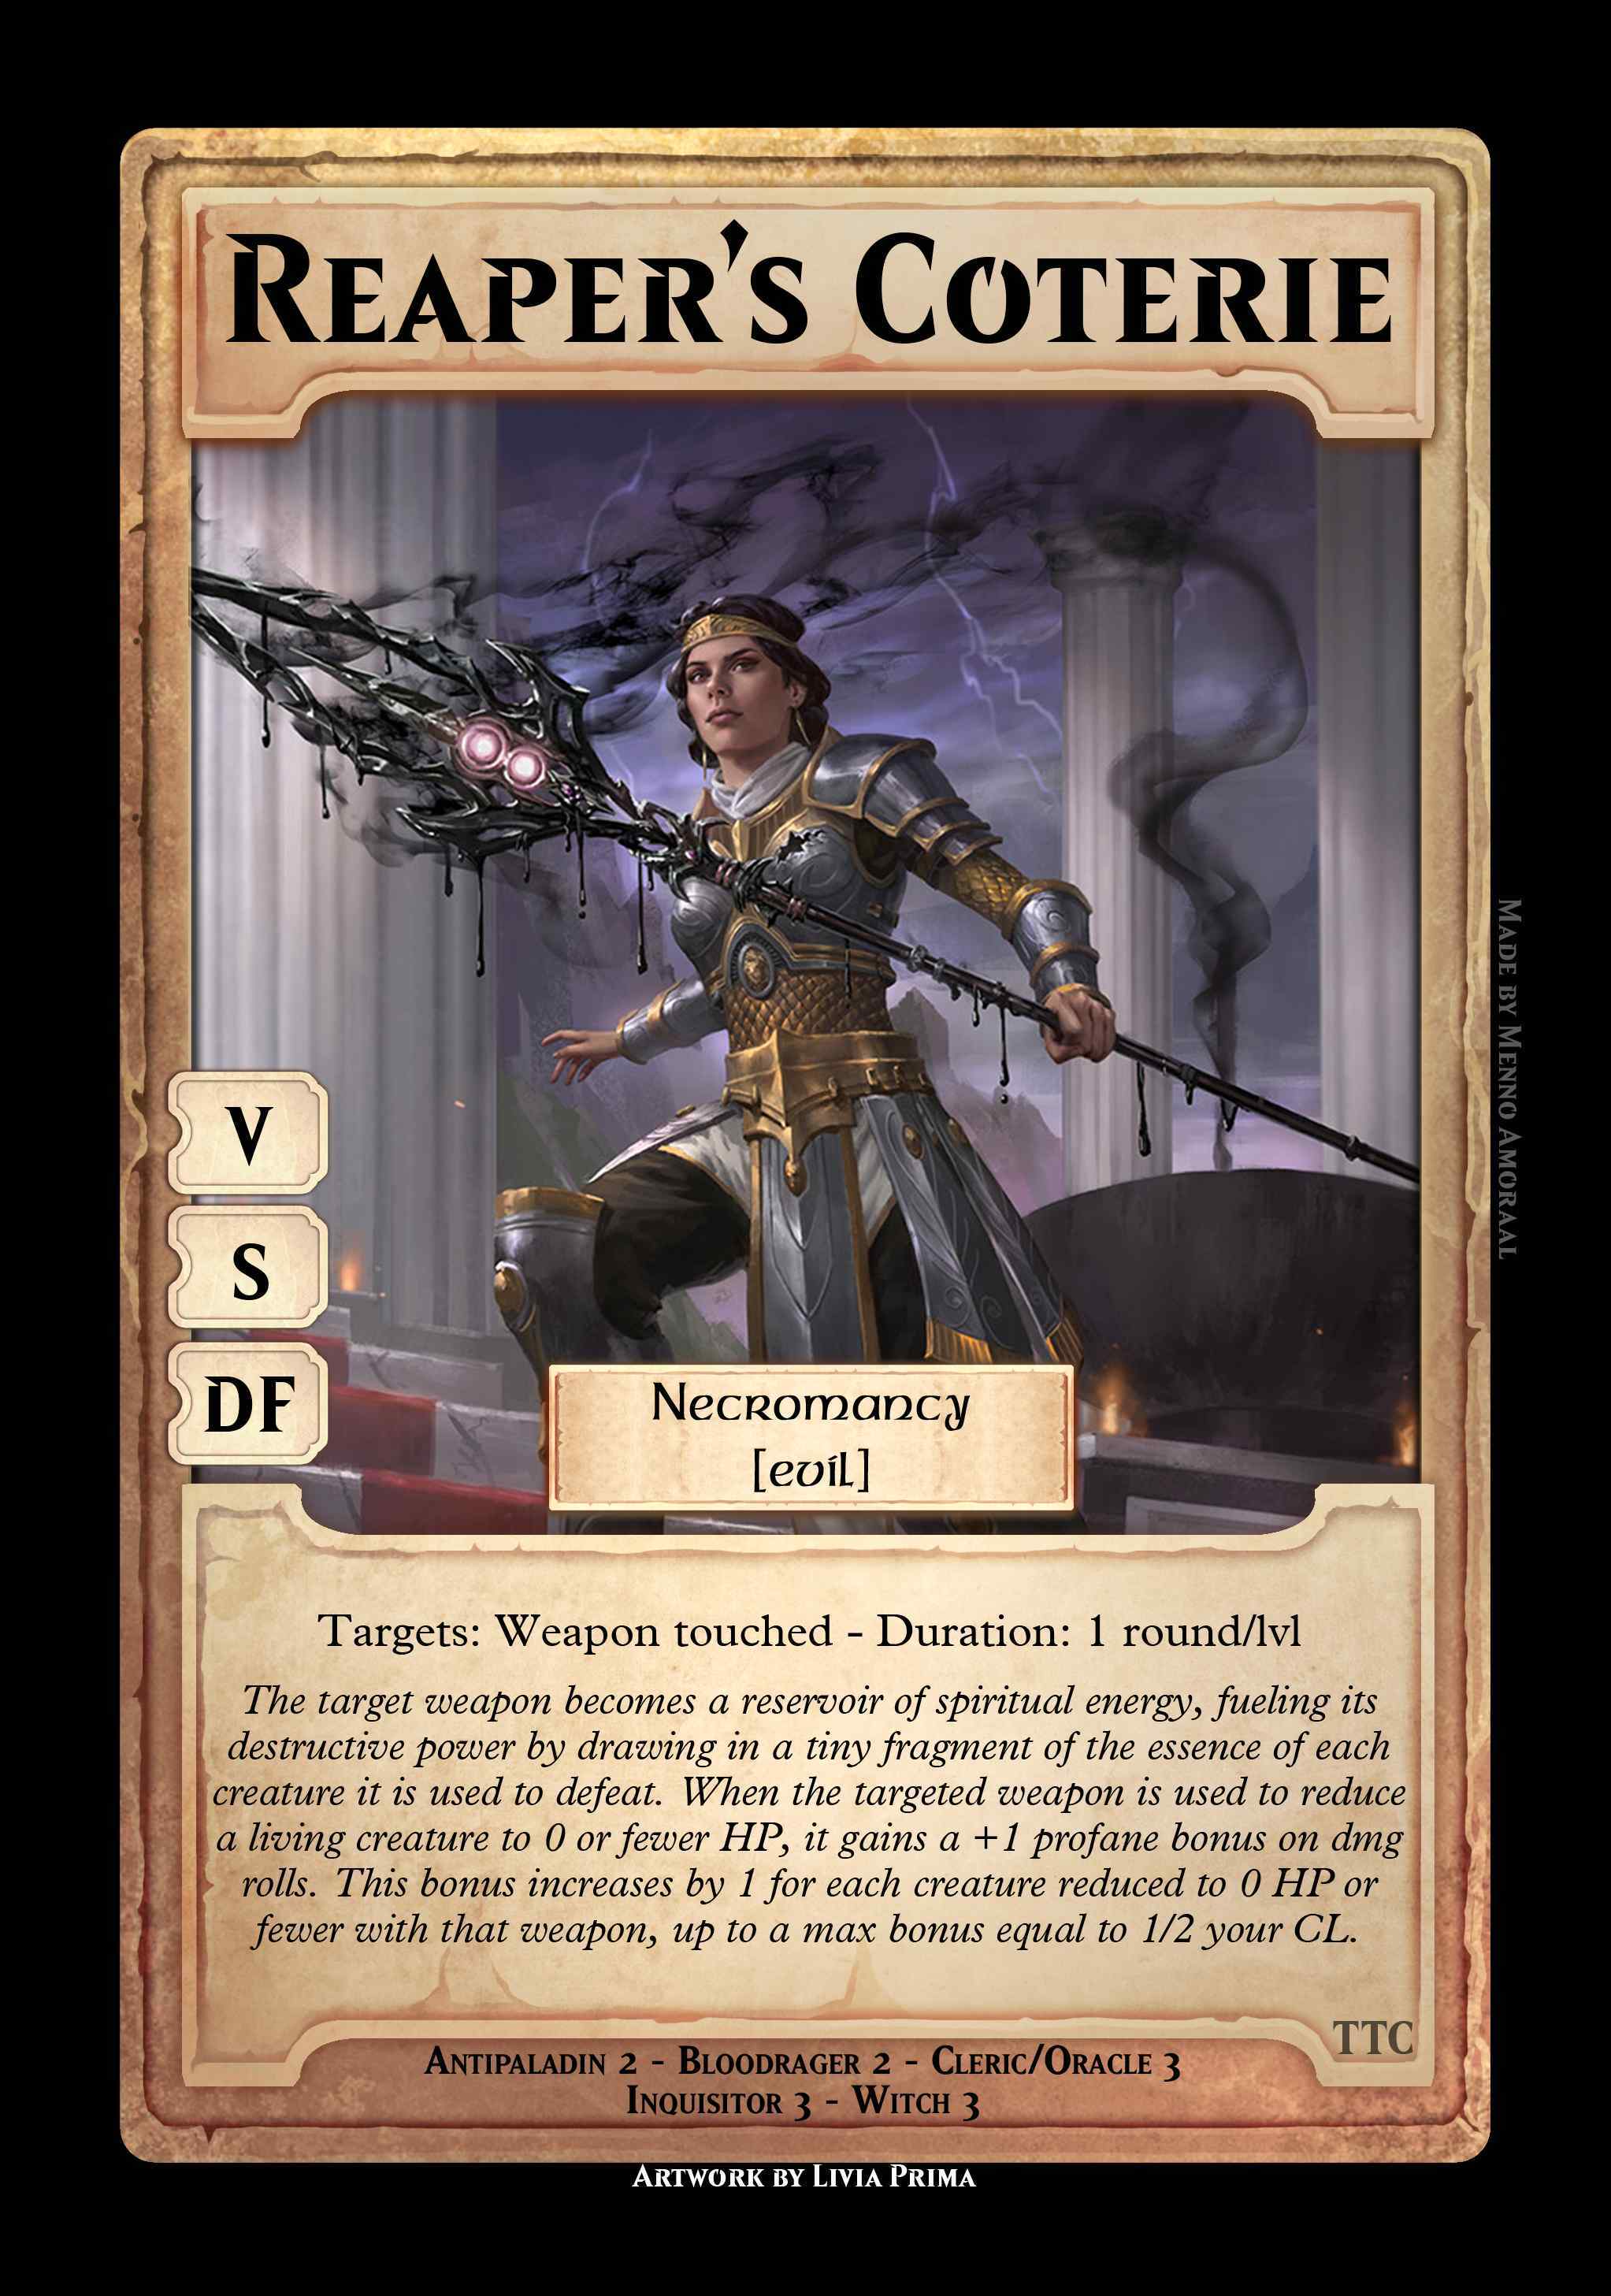 Reaper's Coterie
V
S
DF
Necromancy
[evil]
Targets: Weapon touched - Duration: 1 round/lvl
The target weapon becomes a reservoir of spiritual energy, fueling its
destructive power by drawing in a tiny fragment of the essence of each
creature it is used to defeat. When the targeted weapon is used to reduce
a living creature to 0 or fewer HP, it gains a +1 profane bonus on dmg
rolls. This bonus increases by 1 for each creature reduced to 0 HP or
fewer with that weapon, up to a max bonus equal to 1/2 your CL.
TTC
Antipaladin 2 - Bloodrager 2 - Cleric/Oracle 3
Inquisitor 3 - Witch 3
Artwork by Livia Prima
Made by Menno Amoraal